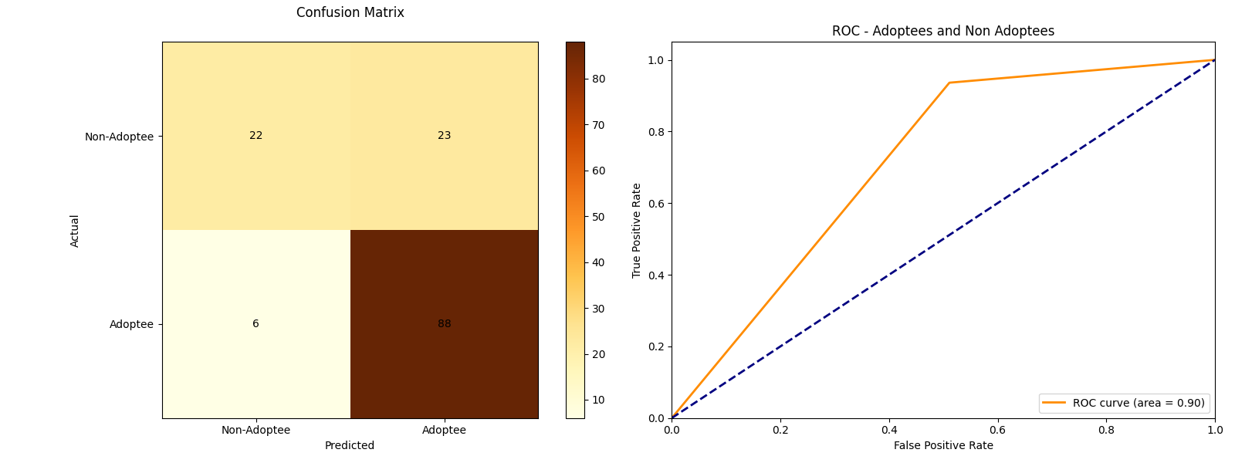 Confusion Matrix
Non-Adoptee
22
23
Actual
Adoptee
6
88
Non-Adoptee
Adoptee
Predicted
80
70
60
50
40
30
20
10
ROC - Adoptees and Non Adoptees
1.0
0.8
0.6
0.4
0.2
0.0
True Positive Rate
ROC curve (area = 0.90)
0.0
0.2
0.4
0.6
0.8
1.0
False Positive Rate